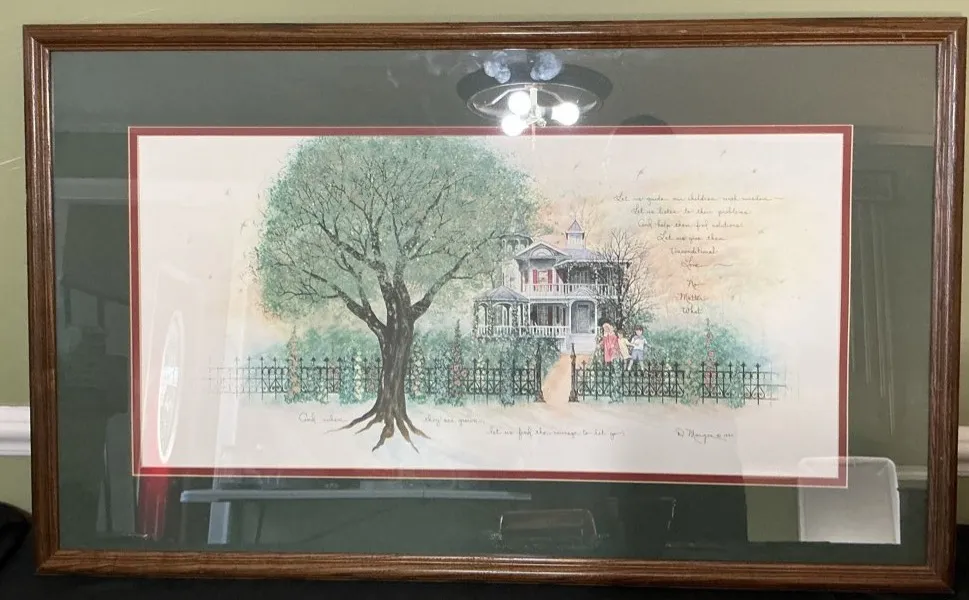 Let us guide our children with wisdom
Let us listen to their problems
And help them find solutions!
Let us give them
Unconditional
Love
No
Matter
What
And when they are grown
Let us find the courage to let go!
D. Morgan ©